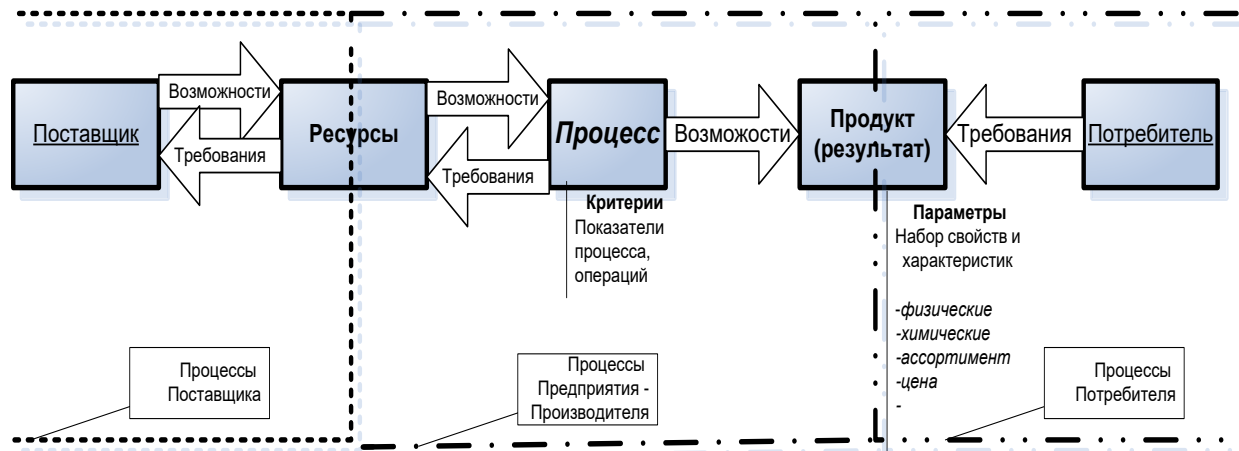 Поставщик
Возможности
Требования
Ресурсы
Возможности
Требования
Процесс
Возможости
Продукт
(результат)
Требования
Потребитель
Критерии
Показатели
процесса,
операций
Параметры
Набор свойств и
характеристик
-физические
-химические
-ассортимент
-цена
-
Процессы
Поставщика
Процессы
Предприятия -
Производителя
Процессы
Потребителя